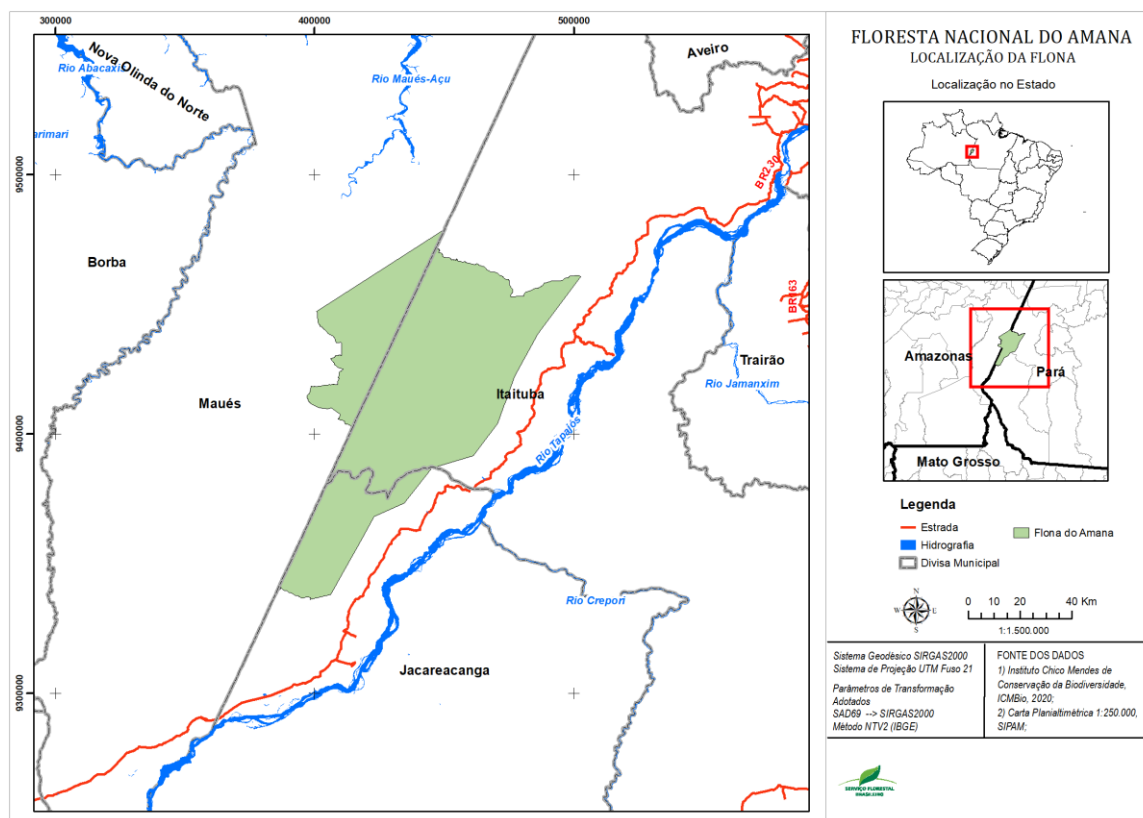 300000
400000
500000
9500000
9400000
9300000
Nova Olinda do Norte
Rio Abacaxis
arimari
Rio Maués-Açu
Aveiro
BR230
Borba
BR163
Trairão
Rio Jamanxim
Maués
Itaituba
Rio Tapajós
Rio Crepori
Jacareacanga
FLORESTA NACIONAL DO AMANA
LOCALIZAÇÃO DA FLONA
Localização no Estado
Amazonas
Pará
Mato Grosso
Legenda
Estrada
Hidrografia
Divisa Municipal
Flona do Amana
N
W
E
S
0 10 20 40 Km
1:1.500.000
Sistema Geodésico SIRGAS2000
Sistema de Projeção UTM Fuso 21
Parâmetros de Transformação
Adotados
SAD69 --> SIRGAS2000
Método NTV2 (IBGE)
FONTE DOS DADOS
1) Instituto Chico Mendes de
Conservação da Biodiversidade,
ICMBio, 2020;
2) Carta Planialtimétrica 1:250.000,
SIPAM;
SERVIÇO FLORESTAL
BRASILEIRO